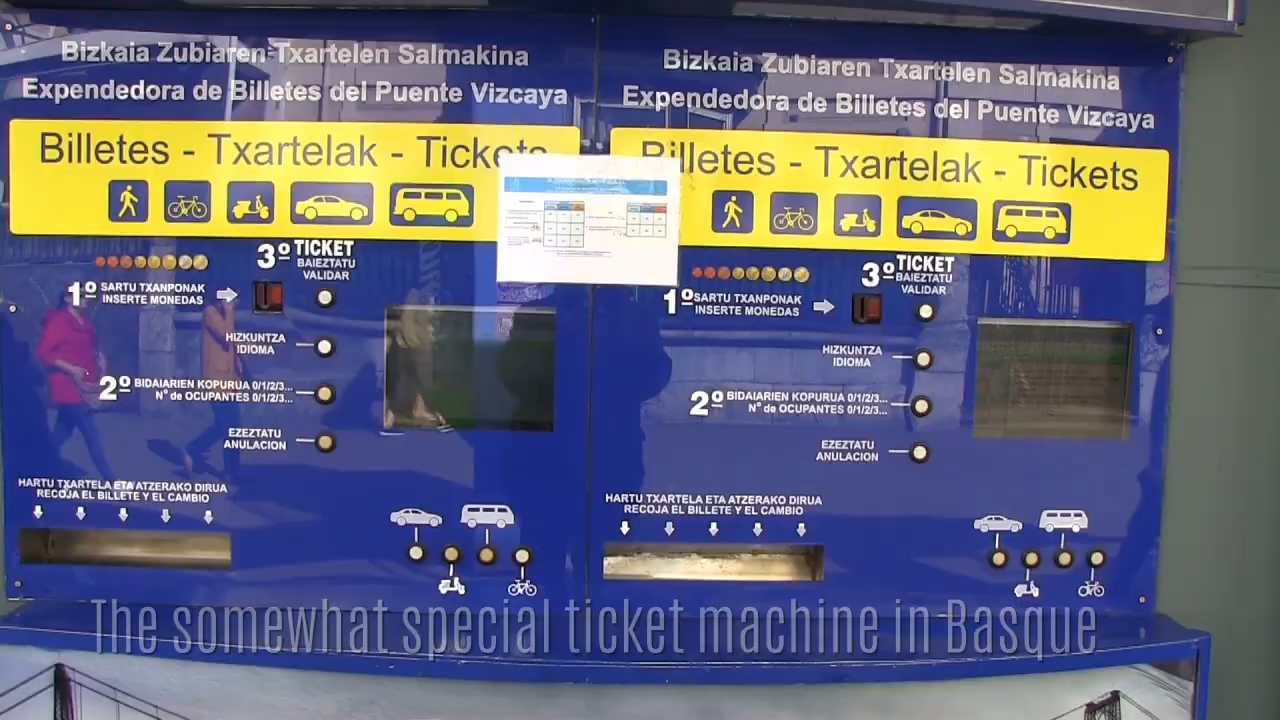 Bizkaia Zubiaren Txartelen Salmakina
Expendedora de Billetes del Puente Vizcaya
Billetes - Txartelak - Tickets
3º TICKET
BAIEZTATU
VALIDAR
1º SARTU TXANPONAK
INSERTE MONEDAS
HIZKUNTZA
IDIOMA
2º BIDAIARIEN KOPURUA 0/1/2/3...
Nº de OCUPANTES 0/1/2/3...
EZEZTATU
ANULACION
HARTU TXARTELA ETA ATZERAKO DIRUA
RECOJA EL BILLETE Y EL CAMBIO
Bizkaia Zubiaren Txartelen Salmakina
Expendedora de Billetes del Puente Vizcaya
Billetes - Txartelak - Tickets
3º TICKET
BAIEZTATU
VALIDAR
1º SARTU TXANPONAK
INSERTE MONEDAS
HIZKUNTZA
IDIOMA
2º BIDAIARIEN KOPURUA 0/1/2/3...
Nº de OCUPANTES 0/1/2/3...
EZEZTATU
ANULACION
HARTU TXARTELA ETA ATZERAKO DIRUA
RECOJA EL BILLETE Y EL CAMBIO
The somewhat special ticket machine in Basque